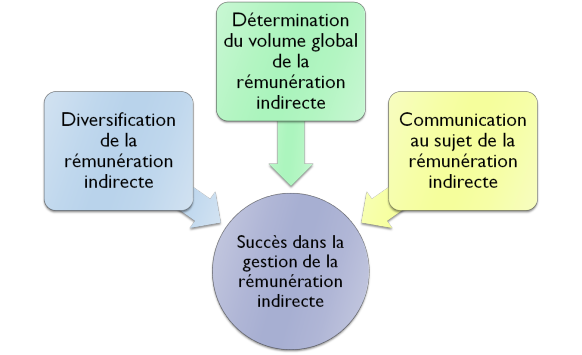 Détermination
du volume global
de la
rémunération
indirecte
Diversification
de la
rémunération
indirecte
Communication
au sujet de la
rémunération
indirecte
Succès dans la
gestion de la
rémunération
indirecte